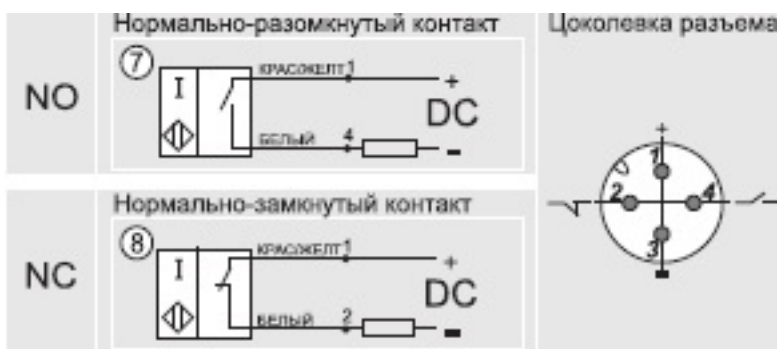 Нормально-разомкнутый контакт
Цоколевка разъема
NO
7
I
КРАС/ЖЕЛТ 1
+
DC
БЕЛЫЙ 4
-
+
1
2
4
3
-
Нормально-замкнутый контакт
NC
8
I
КРАС/ЖЕЛТ 1
+
DC
БЕЛЫЙ 2
-